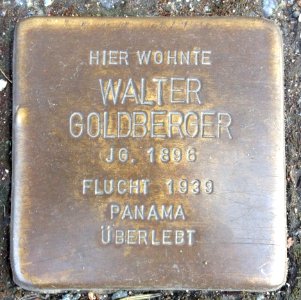 HIER WOHNTE
WALTER
GOLDBERGER
JG. 1896
FLUCHT 1939
PANAMA
ÜBERLEBT